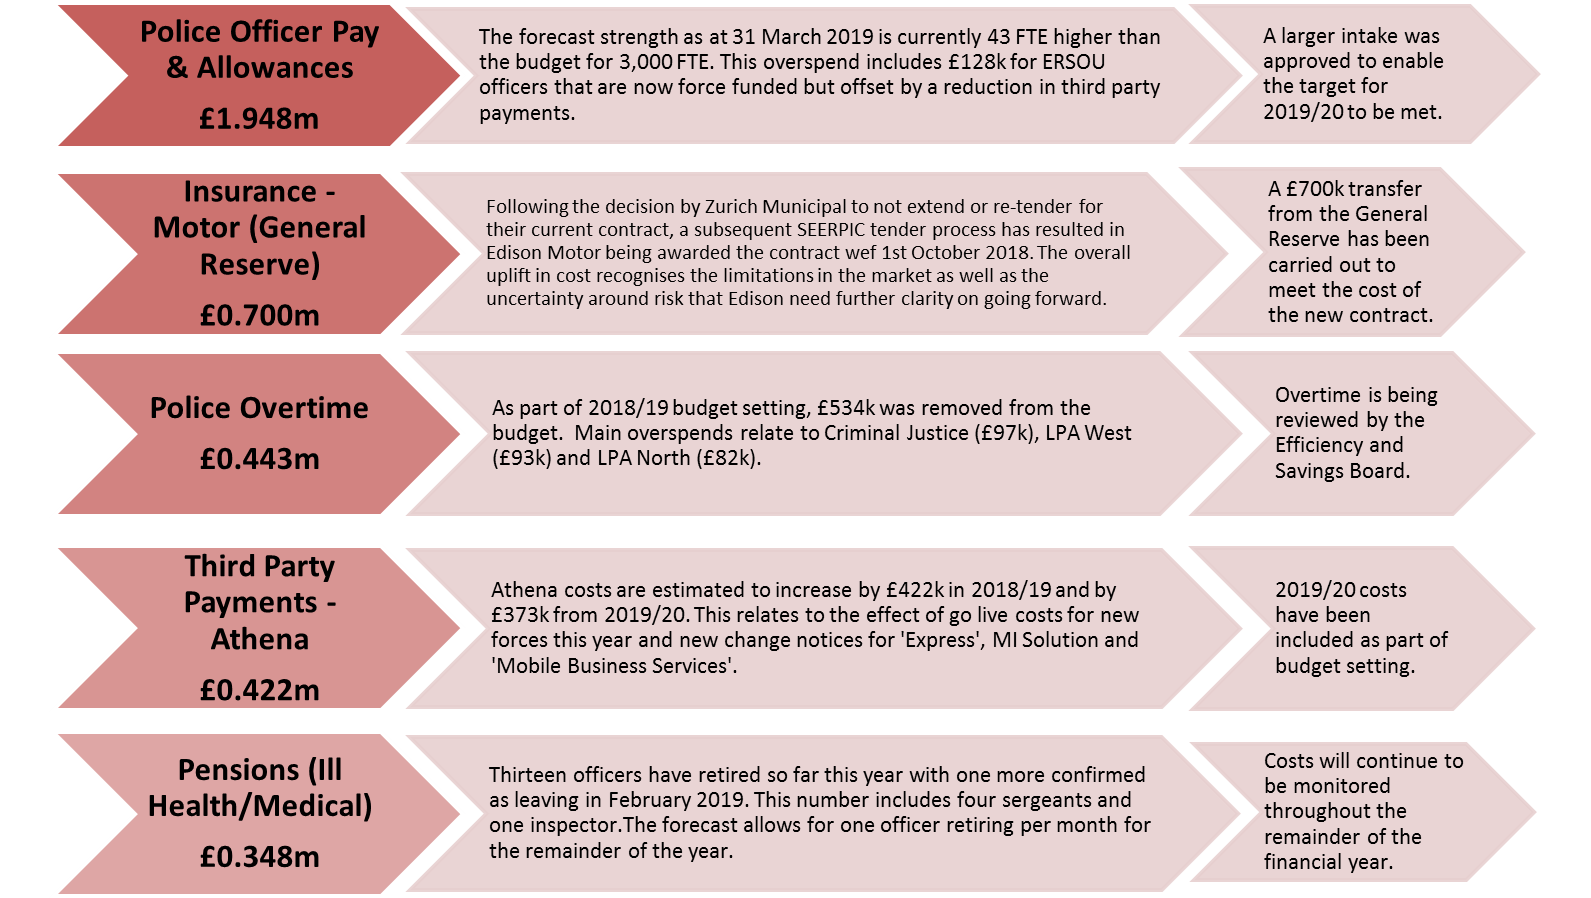 Police Officer Pay
& Allowances
£1.948m
The forecast strength as at 31 March 2019 is currently 43 FTE higher than
the budget for 3,000 FTE. This overspend includes £128k for ERSOU
officers that are now force funded but offset by a reduction in third party
payments.
A larger intake was
approved to enable
the target for
2019/20 to be met.
Insurance -
Motor (General
Reserve)
£0.700m
Following the decision by Zurich Municipal to not extend or re-tender for
their current contract, a subsequent SEERPIC tender process has resulted in
Edison Motor being awarded the contract wef 1st October 2018. The overall
uplift in cost recognises the limitations in the market as well as the
uncertainty around risk that Edison need further clarity on going forward.
A £700k transfer
from the General
Reserve has been
carried out to
meet the cost of
the new contract.
Police Overtime
£0.443m
As part of 2018/19 budget setting, £534k was removed from the
budget.  Main overspends relate to Criminal Justice (£97k), LPA West
(£93k) and LPA North (£82k).
Overtime is being
reviewed by the
Efficiency and
Savings Board.
Third Party
Payments -
Athena
£0.422m
Athena costs are estimated to increase by £422k in 2018/19 and by
£373k from 2019/20. This relates to the effect of go live costs for new
forces this year and new change notices for 'Express', MI Solution and
'Mobile Business Services'.
2019/20 costs
have been
included as part of
budget setting.
Pensions (Ill
Health/Medical)
£0.348m
Thirteen officers have retired so far this year with one more confirmed
as leaving in February 2019. This number includes four sergeants and
one inspector.The forecast allows for one officer retiring per month for
the remainder of the year.
Costs will continue to
be monitored
throughout the
remainder of the
financial year.